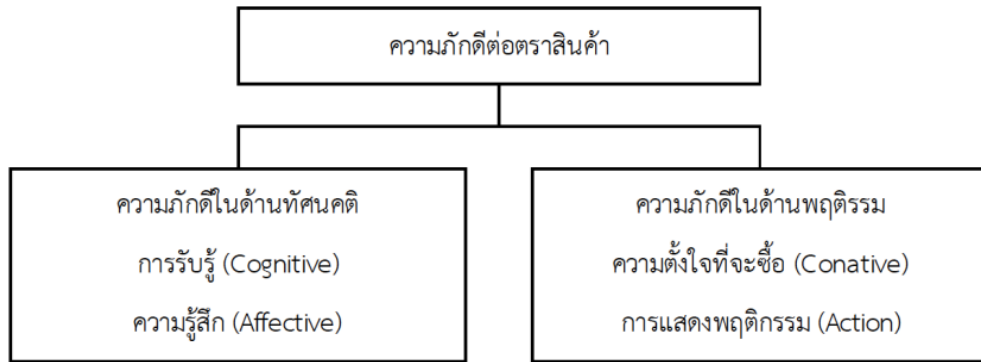 ความภักดีต่อตราสินค้า
ความภักดีในด้านทัศนคติ
การรับรู้ (Cognitive)
ความรู้สึก (Affective)
ความภักดีในด้านพฤติรรม
ความตั้งใจที่จะซื้อ (Conative)
การแสดงพฤติกรรม (Action)